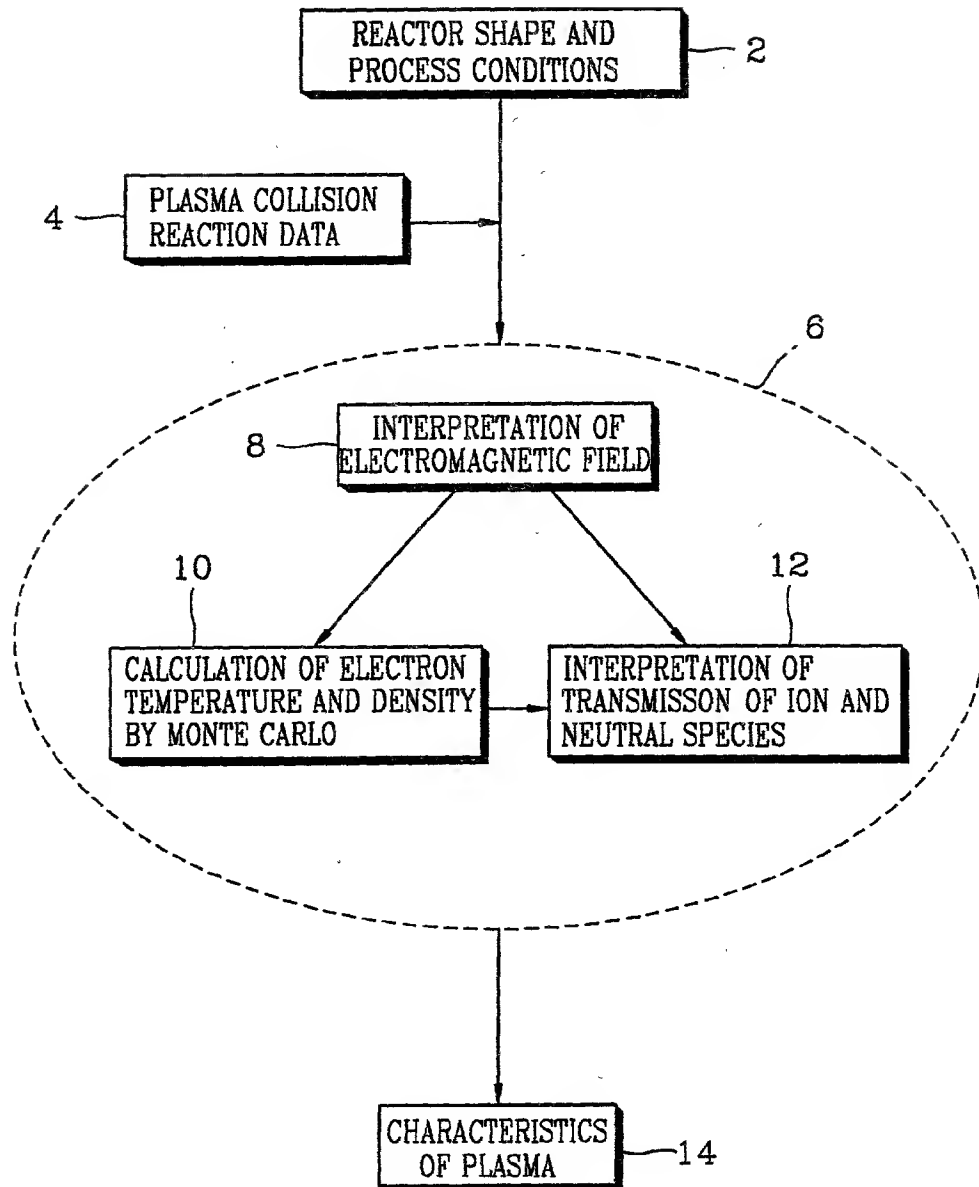 REACTOR SHAPE AND
PROCESS CONDITIONS
2
4
PLASMA COLLISION
REACTION DATA
6
8
INTERPRETATION OF
ELECTROMAGNETIC FIELD
10
12
CALCULATION OF ELECTRON
TEMPERATURE AND DENSITY
BY MONTE CARLO
INTERPRETATION OF
TRANSMISSON OF ION AND
NEUTRAL SPECIES
CHARACTERISTICS
OF PLASMA
14